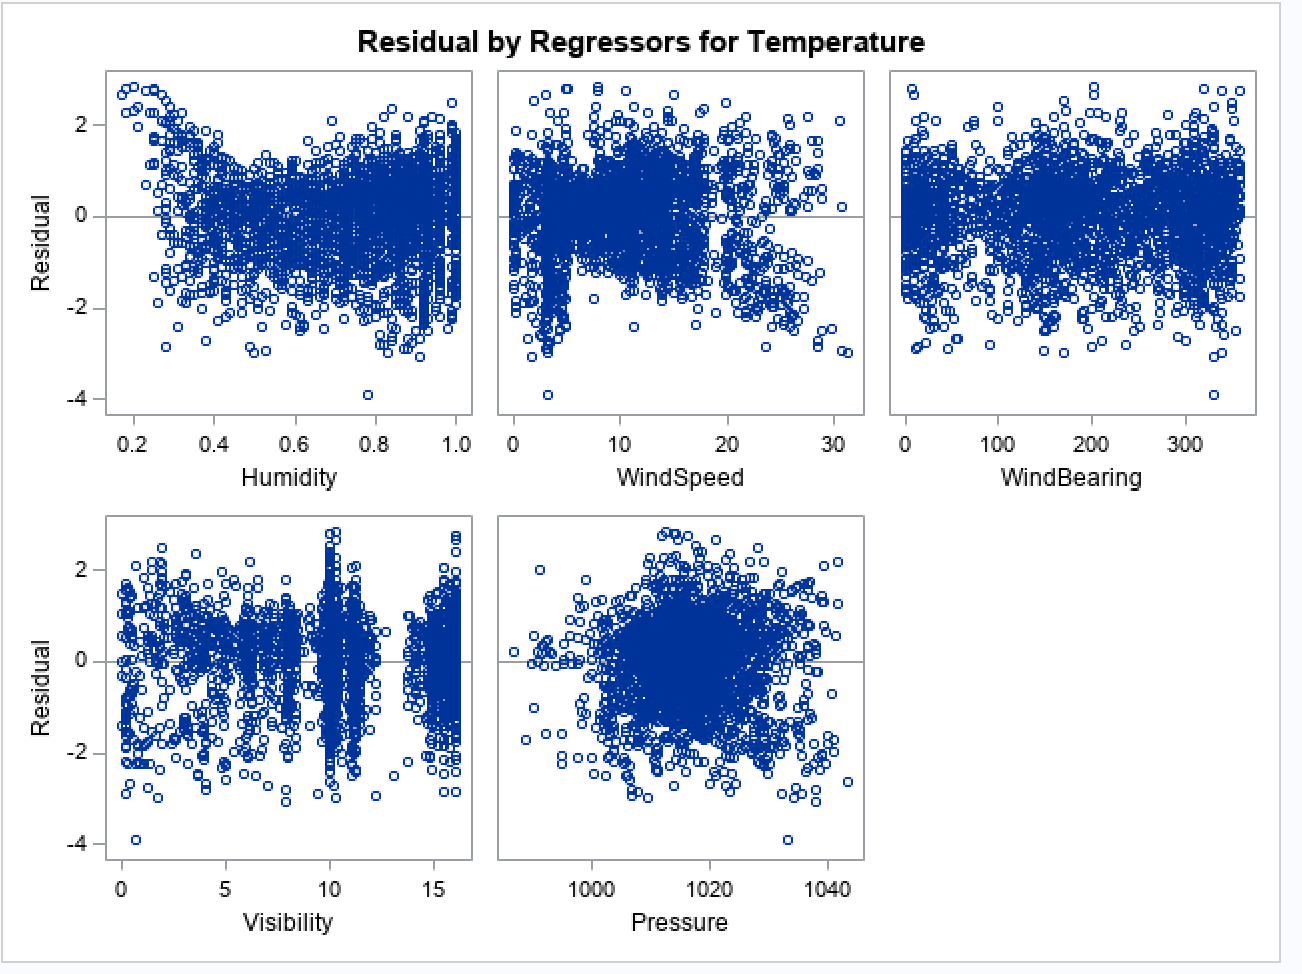 Residual by Regressors for Temperature
Residual
2
0
-2
-4
0.2 0.4 0.6 0.8 1.0
Humidity
0 10 20 30
WindSpeed
0 100 200 300
WindBearing
Residual
2
0
-2
-4
0 5 10 15
Visibility
1000 1020 1040
Pressure